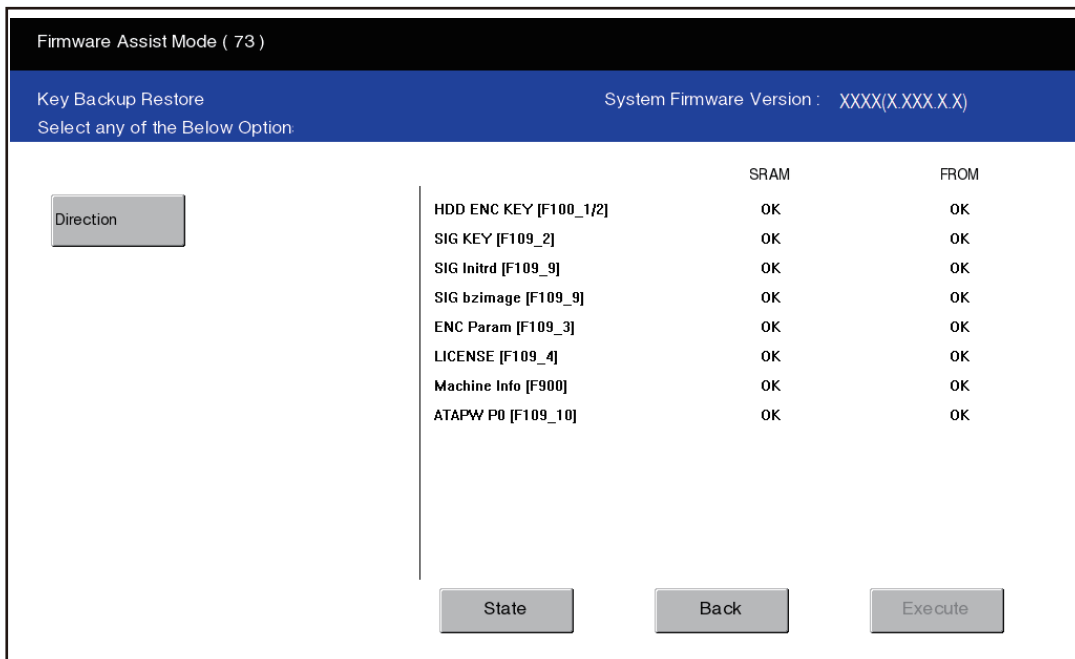 Firmware Assist Mode ( 73 )
Key Backup Restore
System Firmware Version : XXXX(X.XXX.X.X)
Select any of the Below Option:
SRAM FROM
Direction
HDD ENC KEY [F100_1/2] OK OK
SIG KEY [F109_2] OK OK
SIG Initrd [F109_9] OK OK
SIG bzimage [F109_9] OK OK
ENC Param [F109_3] OK OK
LICENSE [F109_4] OK OK
Machine Info [F900] OK OK
ATAPW P0 [F109_10] OK OK
State Back Execute